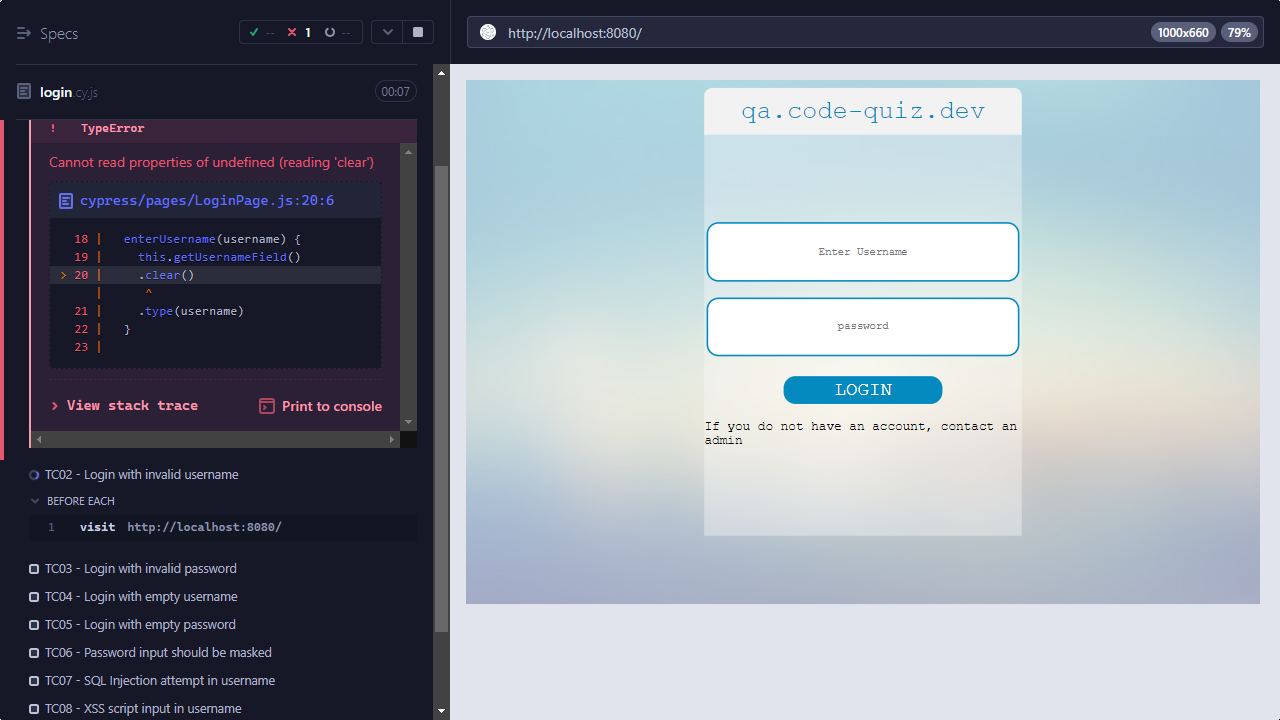 Specs
-- 1 --
login.cy.js 00:07
! TypeError
Cannot read properties of undefined (reading 'clear')
cypress/pages/LoginPage.js:20:6
18 | enterUsername(username) {
19 | this.getUsernameField()
> 20 | .clear()
| ^
21 | .type(username)
22 | }
23 |
> View stack trace
Print to console
TC02 - Login with invalid username
BEFORE EACH
1 visit http://localhost:8080/
TC03 - Login with invalid password
TC04 - Login with empty username
TC05 - Login with empty password
TC06 - Password input should be masked
TC07 - SQL Injection attempt in username
TC08 - XSS script input in username
http://localhost:8080/
1000x660 79%
qa.code-quiz.dev
Enter Username
password
LOGIN
If you do not have an account, contact an
admin